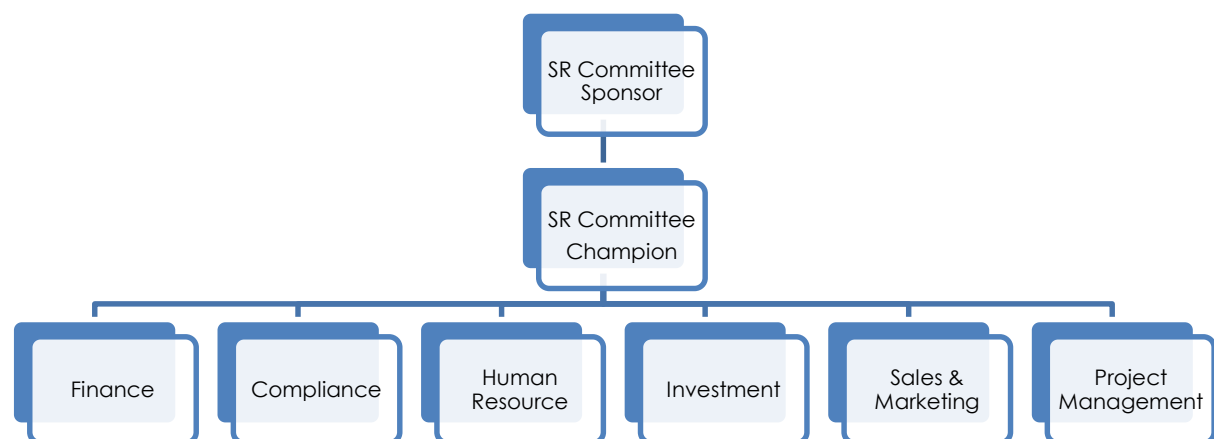 SR Committee
Sponsor
SR Committee
Champion
Finance
Compliance
Human
Resource
Investment
Sales &
Marketing
Project
Management